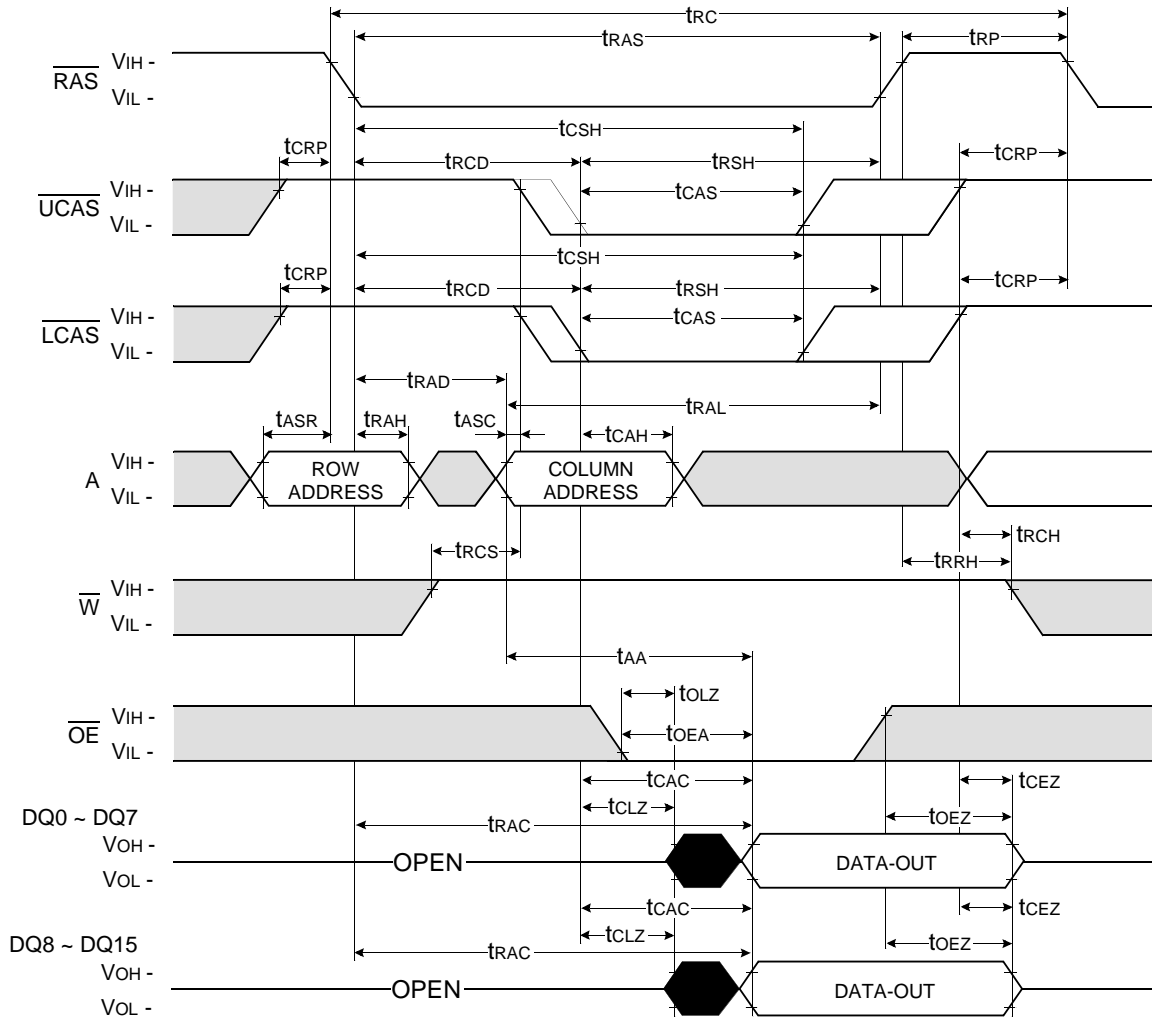 tRC
tRAS tRP
RAS VIH -
VIL -
tCSH
tCRP tRCD tRSH tCRP
UCAS VIH -
VIL -
tCAS
tCSH
tCRP tRCD tRSH tCRP
LCAS VIH -
VIL -
tCAS
tRAD
tRAL
tASR tRAH tASC tCAH
A VIH -
VIL -
ROW
ADDRESS
COLUMN
ADDRESS
tRCS tRCH
tRRH
W VIH -
VIL -
tAA
tOLZ
OE VIH -
VIL -
tOEA
tCAC tCEZ
tCLZ tOEZ
DQ0 ~ DQ7
tRAC
VOH -
VOL -
OPEN DATA-OUT
tCAC tCEZ
tCLZ tOEZ
DQ8 ~ DQ15
tRAC
VOH -
VOL -
OPEN DATA-OUT